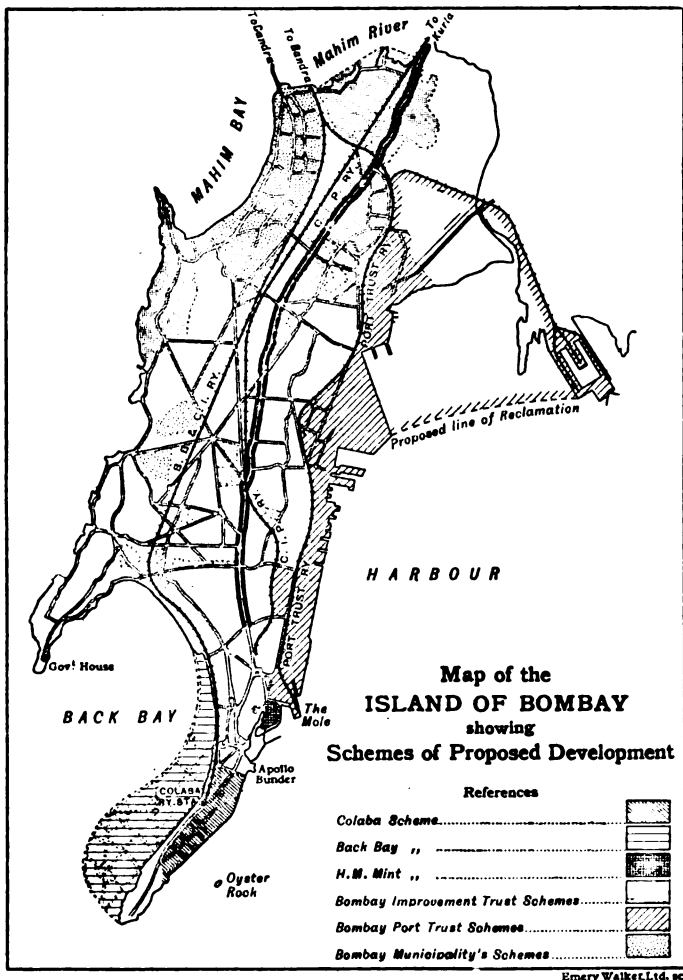 To Bandra
To Bandra
Mahim River
To Kurla
MAHIM BAY
G. I. P. RY.
PORT TRUST RY.
B. B. & C. I. RY.
Proposed line of Reclamation
G. I. P. RY.
PORT TRUST RY.
HARBOUR
Govt House
BACK BAY
The
Mole
COLABA
RY. STN
Apollo
Bunder
Oyster
Rock
Map of the
ISLAND OF BOMBAY
showing
Schemes of Proposed Development
References
Colaba Scheme
Back Bay „
H.M. Mint „
Bombay Improvement Trust Schemes
Bombay Port Trust Schemes
Bombay Municipality's Schemes
Emery Walker, Ltd. sc